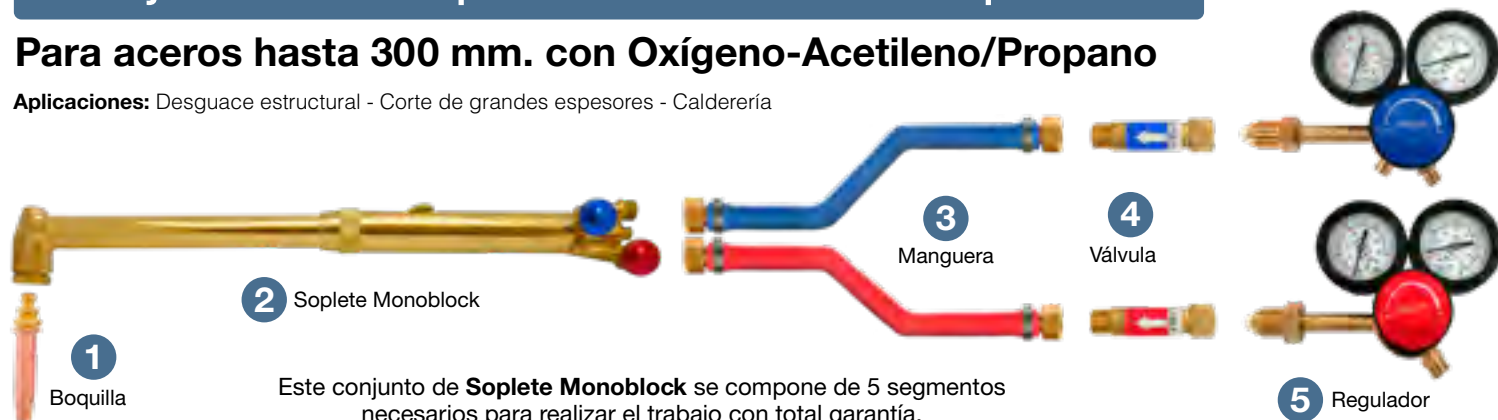 Para aceros hasta 300 mm. con Oxígeno-Acetileno/Propano
Aplicaciones: Desguace estructural - Corte de grandes espesores - Calderería
3
Manguera
4
Válvula
2 Soplete Monoblock
1
Boquilla
Este conjunto de Soplete Monoblock se compone de 5 segmentos
necesarios para realizar el trabajo con total garantía.
5 Regulador